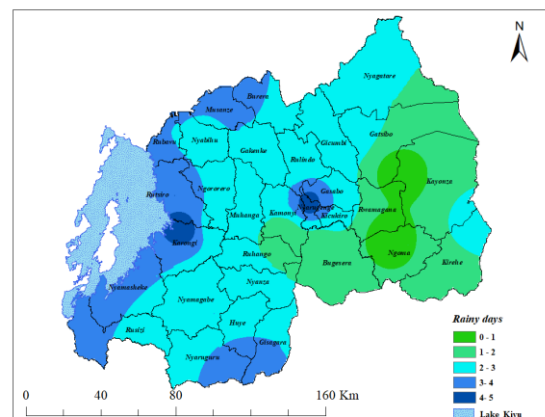 N
Nyagatare
Burera
Musanze
Gatsibo
Rubavu
Nyabihu
Gakenke
Gicumbi
Rulindo
Rutsiro
Ngororero
Gasabo
Kayonza
Muhanga
Kamonyi
Kicukiro
Rwamagana
Karongi
Ruhango
Bugesera
Ngoma
Kirehe
Nyanza
Nyamasheke
Nyamagabe
Rusizi
Huye
Gisagara
Nyaruguru
Rainy days
0 - 1
1 - 2
2 - 3
3- 4
4- 5
Lake Kivu
0 40 80 160 Km